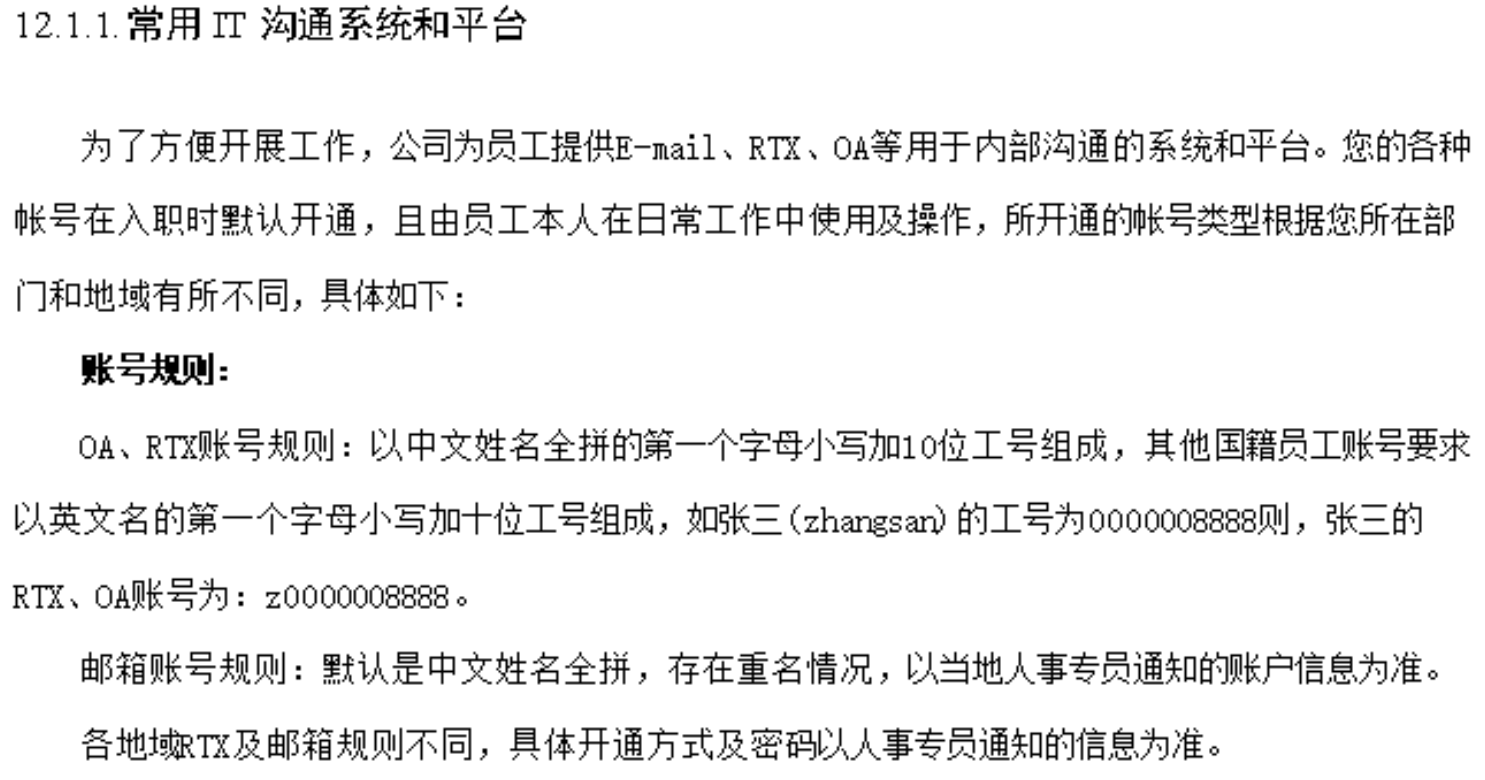 12.1.1.常用 IT 沟通系统和平台
为了方便开展工作，公司为员工提供E-mail、RTX、OA等用于内部沟通的系统和平台。您的各种
帐号在入职时默认开通，且由员工本人在日常工作中使用及操作，所开通的帐号类型根据您所在部
门和地域有所不同，具体如下：
账号规则：
OA、RTX账号规则：以中文姓名全拼的第一个字母小写加10位工号组成，其他国籍员工账号要求
以英文名的第一个字母小写加十位工号组成，如张三(zhangsan)的工号为0000008888则，张三的
RTX、OA账号为：z0000008888。
邮箱账号规则：默认是中文姓名全拼，存在重名情况，以当地人事专员通知的账户信息为准。
各地域RTX及邮箱规则不同，具体开通方式及密码以人事专员通知的信息为准。